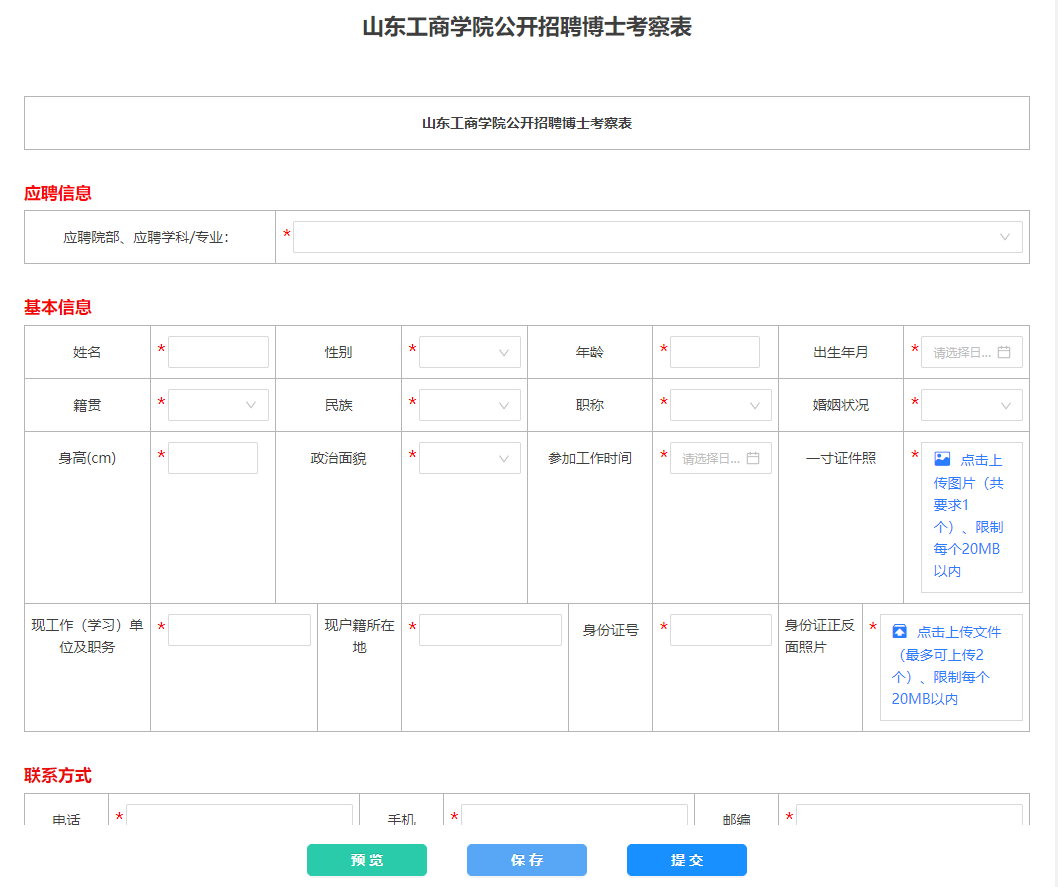 山东工商学院公开招聘博士考察表
山东工商学院公开招聘博士考察表
应聘信息
应聘院部、应聘学科/专业： *
基本信息
姓名 * 性别 * 年龄 * 出生年月 * 请选择日...
籍贯 * 民族 * 职称 * 婚姻状况 *
身高(cm) * 政治面貌 * 参加工作时间 * 请选择日... 一寸证件照 * 点击上
传图片（共
要求1
个）、限制
每个20MB
以内
现工作（学习）单
位及职务
*
现户籍所在
地
*
身份证号 *
身份证正反
面照片
* 点击上传文件
（最多可上传2
个）、限制每个
20MB以内
联系方式
电话 * 手机 * 邮编 *
预 览 保 存 提 交